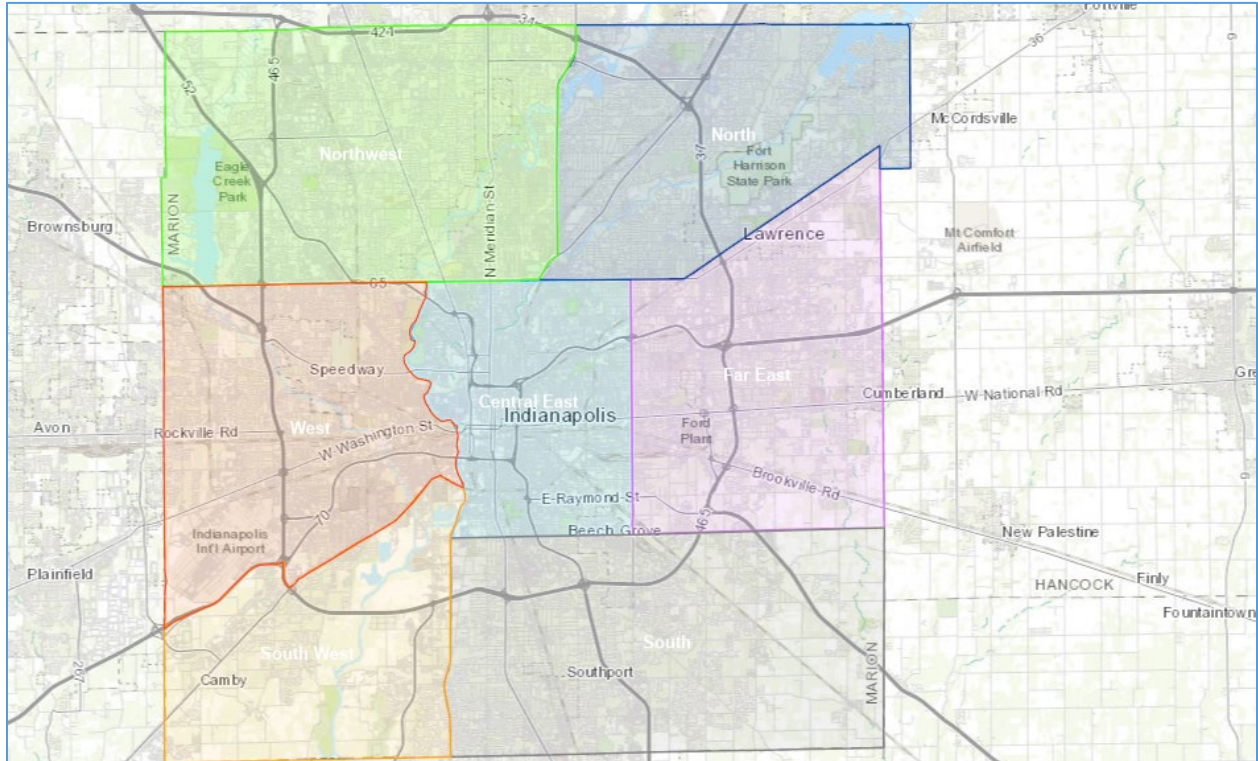 Fortville
421
31
36
9
465
52
McCordsville
North
37
Northwest
Fort
Harrison
State Park
Eagle
Creek
Park
MARION
N Meridian St
Brownsburg
Lawrence
Mt Comfort
Airfield
65
Speedway
Far East
Cumberland
W National Rd
Central East
Indianapolis
Avon
Rockville Rd
West
W Washington St
Ford
Plant
Brookville Rd
E Raymond St
70
465
Beech Grove
9
Indianapolis
Int'l Airport
New Palestine
Plainfield
HANCOCK
Finly
Fountaintown
South West
South
267
Camby
Southport
MARION